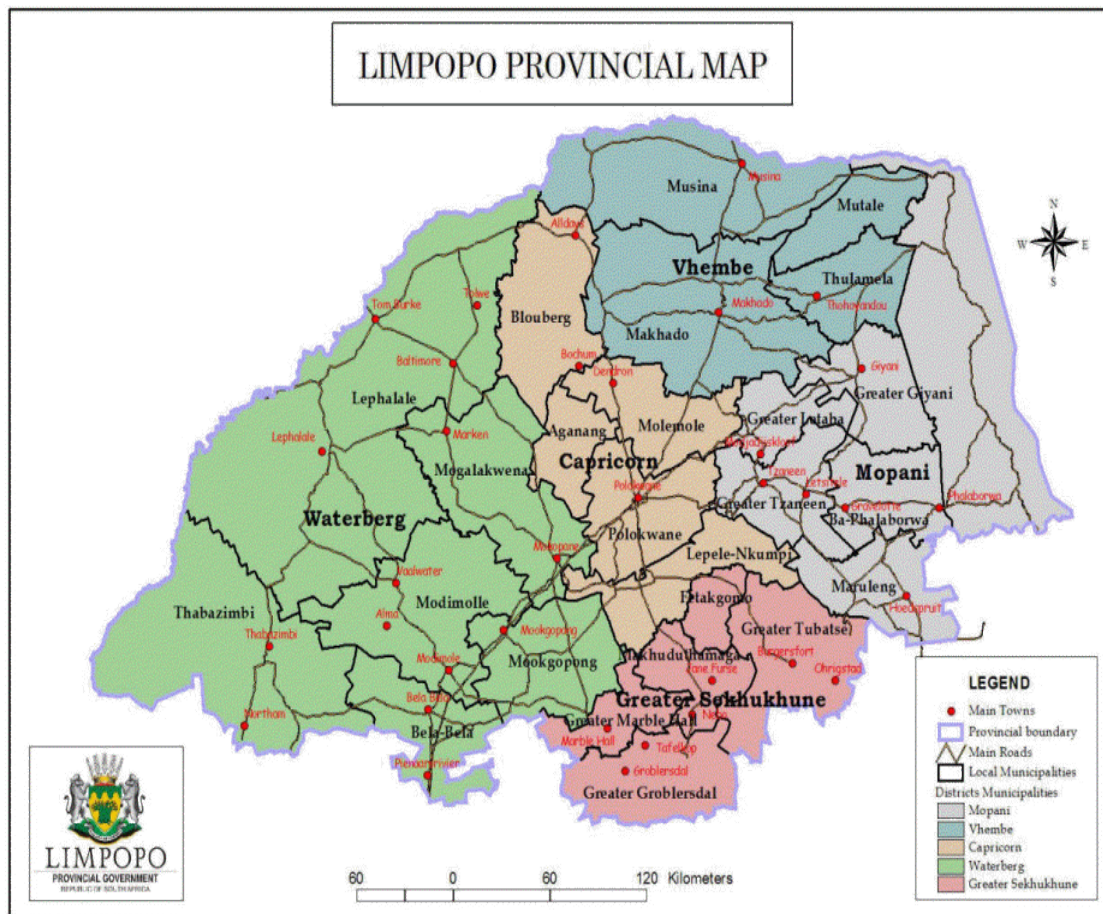 LIMPOPO PROVINCIAL MAP
Musina
Musina
Mutale
N
W E
S
Alldays
Vhembe
Thulamela
Tolwe
Makhado
Thohoyandou
Tom Burke
Blouberg
Makhado
Baltimore
Bochum
Dendron
Giyani
Lephalale
Greater Giyani
Greater Letaba
Aganang
Molemole
Lephalale
Marken
Modjadjiskloof
Mogalakwena
Capricorn
Tzaneen
Mopani
Polokwane
Letsitele
Greater Tzaneen
Gravelotte
Phalaborwa
Waterberg
Ba-Phalaborwa
Polokwane
Mokopane
Lepele-Nkumpi
Vaalwater
Maruleng
Modimolle
Fetakgomo
Hoedspruit
Thabazimbi
Alma
Mookgopong
Greater Tubatse
Thabazimbi
Makhuduthamaga
Mookgopong
Burgersfort
Modimole
Jane Furse
Ohrigstad
Greater Sekhukhune
Bela Bela
Northam
Greater Marble Hall
Nebo
Bela-Bela
Marble Hall
Tafelkop
Pienaarsrivier
Groblersdal
Greater Groblersdal
LEGEND
Main Towns
Provincial boundary
Main Roads
Local Municipalities
Districts Municipalities
Mopani
Vhembe
Capricorn
Waterberg
Greater Sekhukhune
LIMPOPO
PROVINCIAL GOVERNMENT
REPUBLIC OF SOUTH AFRICA
60 0 60 120 Kilometers